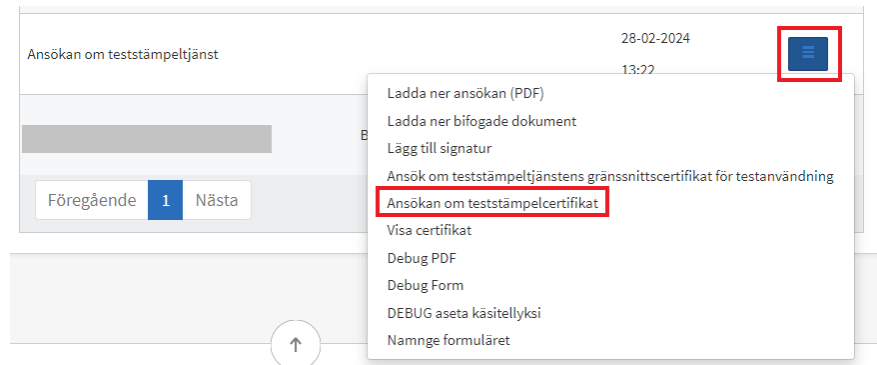 Ansökan om teststämpeltjänst
28-02-2024
13:22
B
Ladda ner ansökan (PDF)
Ladda ner bifogade dokument
Lägg till signatur
Ansök om teststämpeltjänstens gränssnittscertifikat för testanvändning
Ansökan om teststämpelcertifikat
Visa certifikat
Debug PDF
Debug Form
DEBUG aseta käsitellyksi
Namnge formuläret
Föregående 1 Nästa